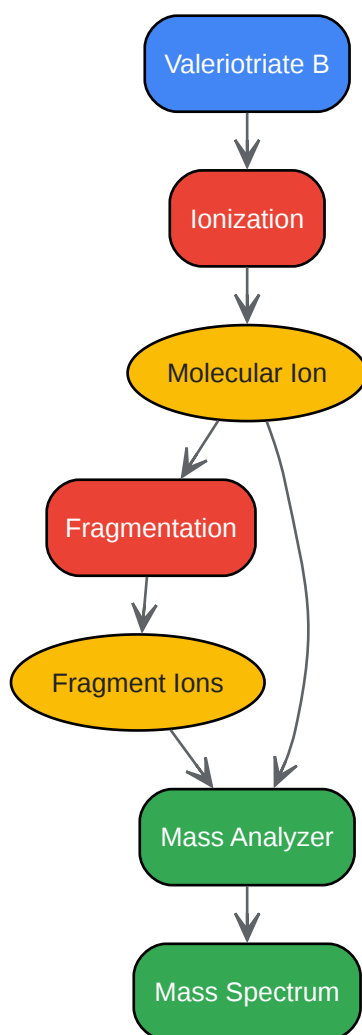 Valeriotriate B
Ionization
Molecular Ion
Fragmentation
Fragment Ions
Mass Analyzer
Mass Spectrum